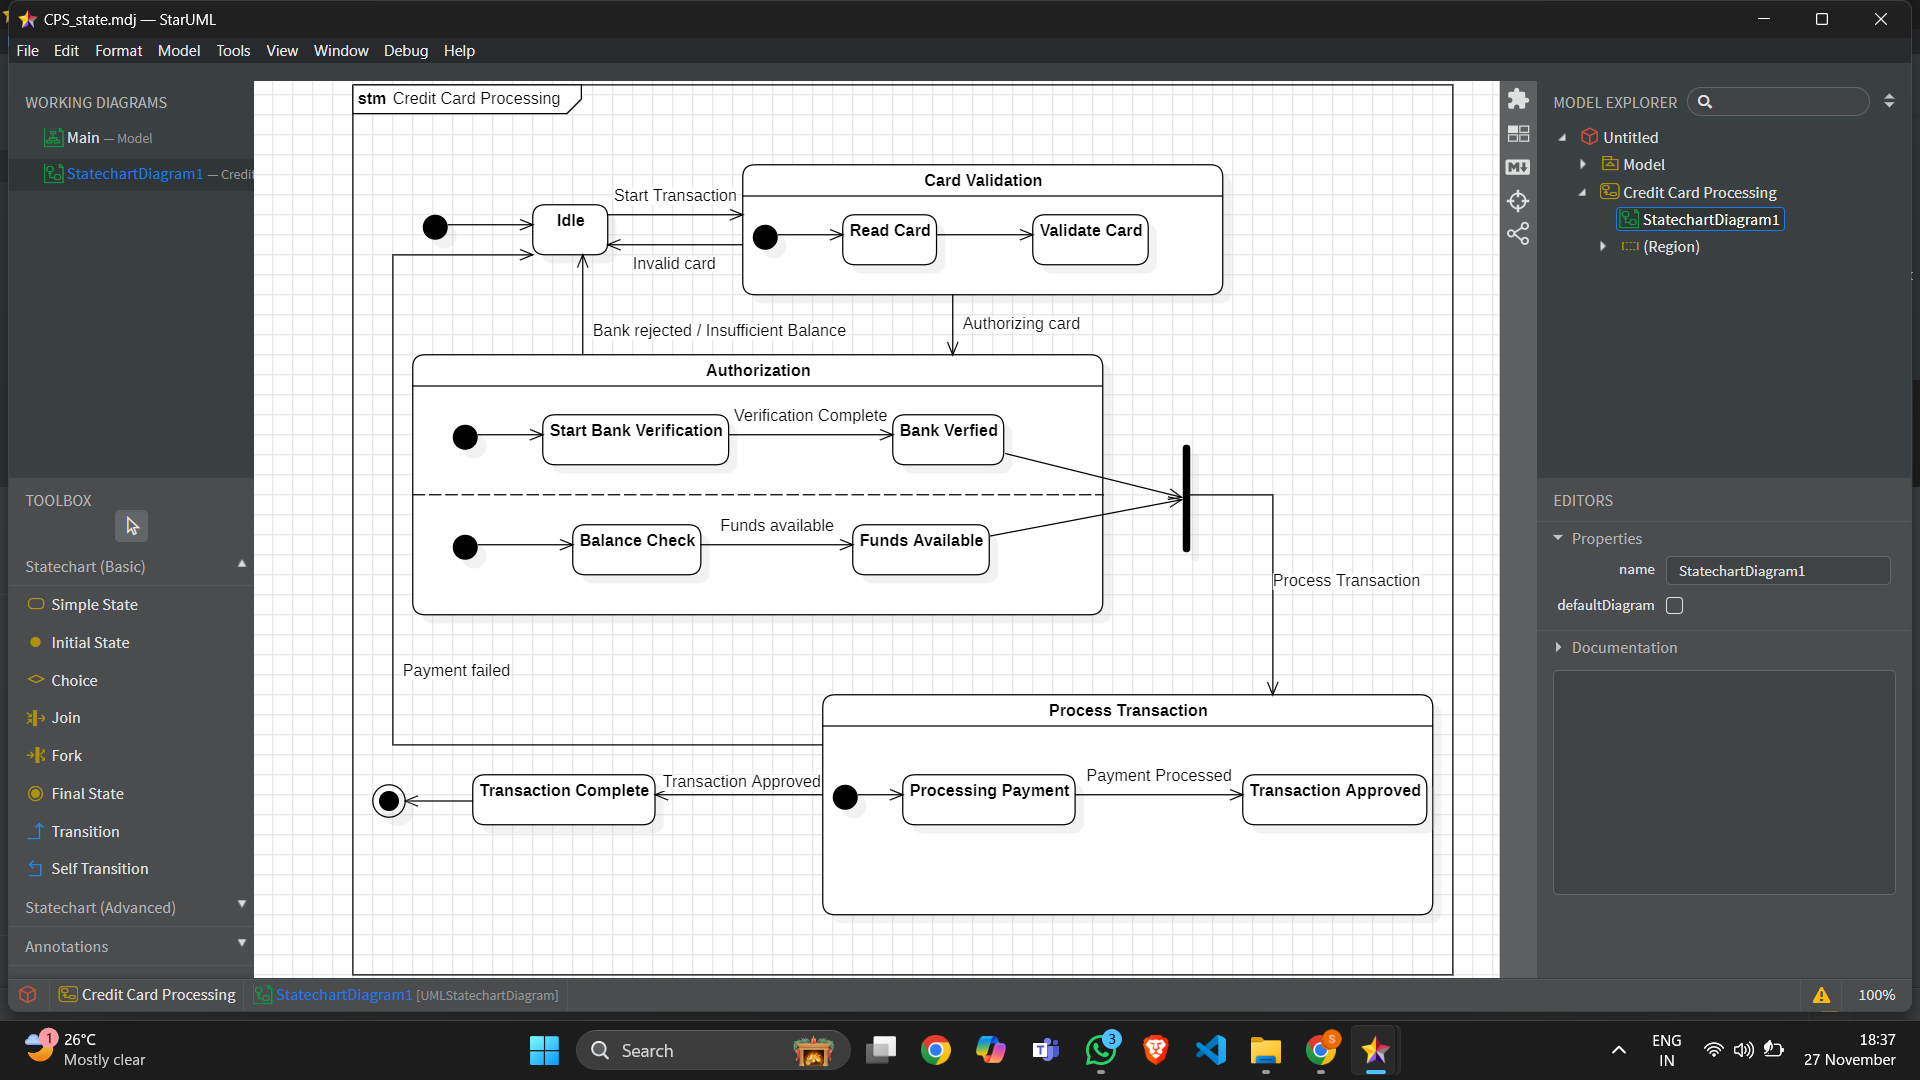 CPS_state.mdj — StarUML
File Edit Format Model Tools View Window Debug Help
WORKING DIAGRAMS
Main — Model
StatechartDiagram1 — Credit
TOOLBOX
Statechart (Basic)
Simple State
Initial State
Choice
Join
Fork
Final State
Transition
Self Transition
Statechart (Advanced)
Annotations
stm Credit Card Processing
Card Validation
Start Transaction
Idle
Read Card
Validate Card
Invalid card
Bank rejected / Insufficient Balance
Authorizing card
Authorization
Start Bank Verification
Verification Complete
Bank Verfied
Balance Check
Funds available
Funds Available
Process Transaction
Payment failed
Process Transaction
Transaction Complete
Transaction Approved
Processing Payment
Payment Processed
Transaction Approved
MODEL EXPLORER
Untitled
Model
Credit Card Processing
StatechartDiagram1
(Region)
EDITORS
Properties
name StatechartDiagram1
defaultDiagram
Documentation
Credit Card Processing StatechartDiagram1 [UMLStatechartDiagram]
100%
1
26°C
Mostly clear
Search
3
S
ENG
IN
18:37
27 November